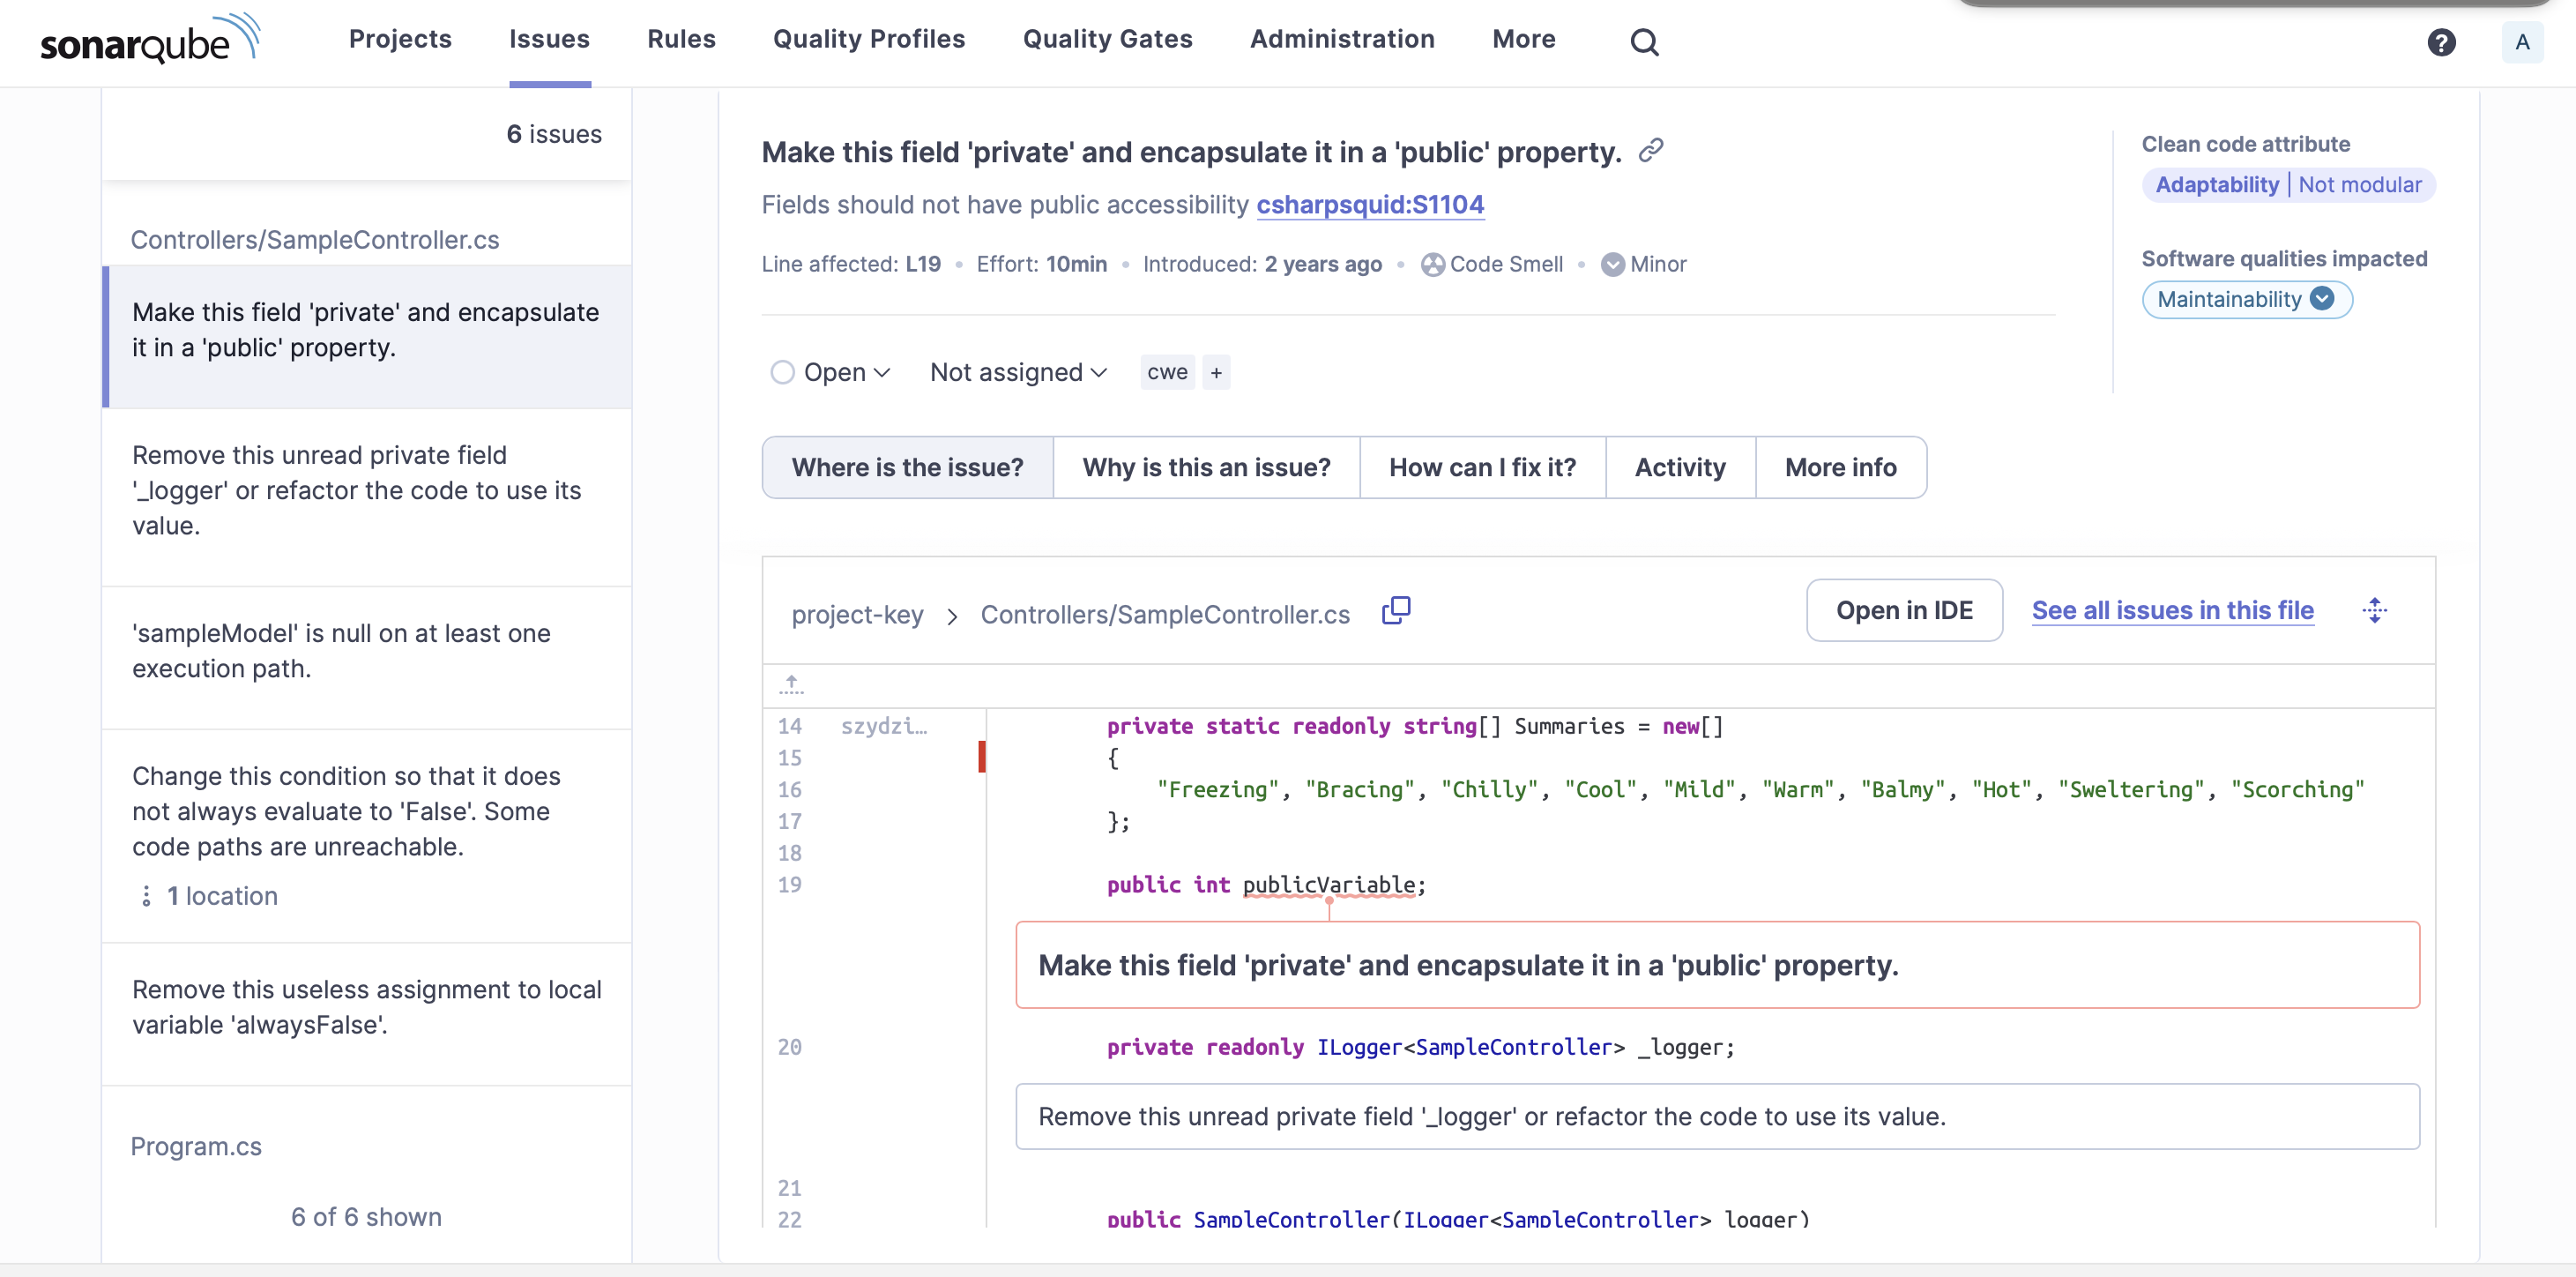 sonarqube Projects Issues Rules Quality Profiles Quality Gates Administration More ? A
6 issues
Controllers/SampleController.cs
Make this field 'private' and encapsulate
it in a 'public' property.
Remove this unread private field
'_logger' or refactor the code to use its
value.
'sampleModel' is null on at least one
execution path.
Change this condition so that it does
not always evaluate to 'False'. Some
code paths are unreachable.
1 location
Remove this useless assignment to local
variable 'alwaysFalse'.
Program.cs
6 of 6 shown
Make this field 'private' and encapsulate it in a 'public' property.
Fields should not have public accessibility csharpsquid:S1104
Line affected: L19 • Effort: 10min • Introduced: 2 years ago • Code Smell • Minor
Open Not assigned cwe +
Clean code attribute
Adaptability | Not modular
Software qualities impacted
Maintainability
Where is the issue? Why is this an issue? How can I fix it? Activity More info
project-key > Controllers/SampleController.cs Open in IDE See all issues in this file
14 szydzi… private static readonly string[] Summaries = new[]
15 {
16 "Freezing", "Bracing", "Chilly", "Cool", "Mild", "Warm", "Balmy", "Hot", "Sweltering", "Scorching"
17 };
18
19 public int publicVariable;
Make this field 'private' and encapsulate it in a 'public' property.
20 private readonly ILogger<SampleController> _logger;
Remove this unread private field '_logger' or refactor the code to use its value.
21
22 public SampleController(ILogger<SampleController> logger)